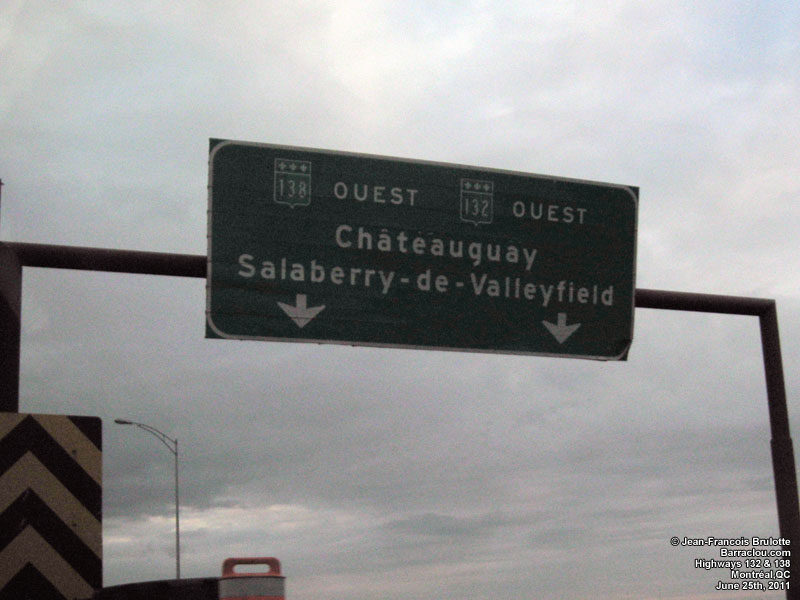 138 OUEST 132 OUEST
Châteauguay
Salaberry-de-Valleyfield
© Jean-Francois Brulotte
Barraclou.com
Highways 132 & 138
Montréal,QC
June 25th, 2011